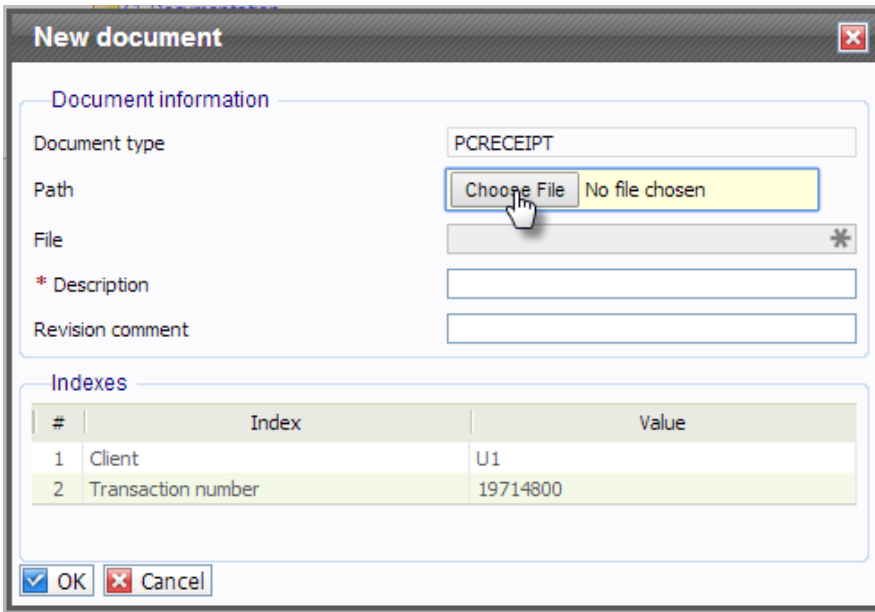 New document
Document information
Document type PCRECEIPT
Path Choose File No file chosen
File
* Description
Revision comment
Indexes
# Index Value
1 Client U1
2 Transaction number 19714800
OK Cancel